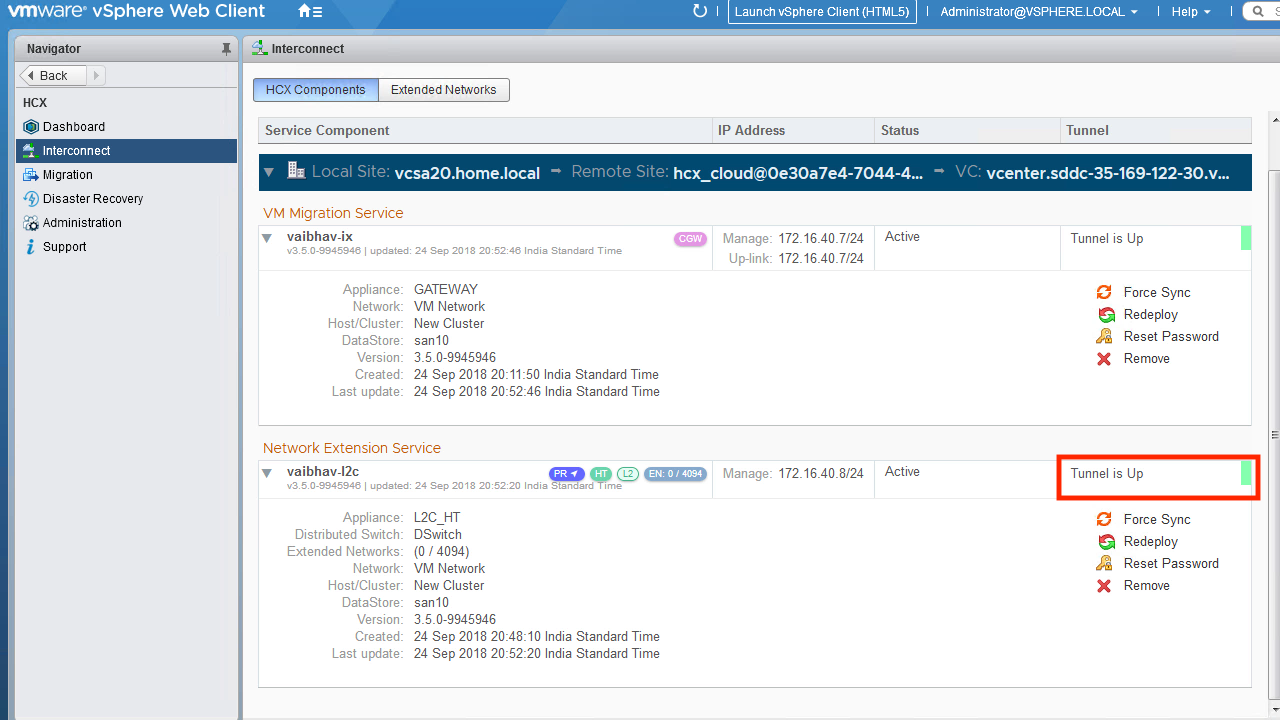 vmware® vSphere Web Client
Launch vSphere Client (HTML5)
Administrator@VSPHERE.LOCAL
Help
Navigator
Back
HCX
Dashboard
Interconnect
Migration
Disaster Recovery
Administration
Support
Interconnect
HCX Components
Extended Networks
Service Component IP Address Status Tunnel
Local Site: vcsa20.home.local → Remote Site: hcx_cloud@0e30a7e4-7044-4... → VC: vcenter.sddc-35-169-122-30.v...
VM Migration Service
vaibhav-ix CGW Manage: 172.16.40.7/24 Active Tunnel is Up
v3.5.0-9945946 | updated: 24 Sep 2018 20:52:46 India Standard Time
Up-link: 172.16.40.7/24
Appliance: GATEWAY
Network: VM Network
Host/Cluster: New Cluster
DataStore: san10
Version: 3.5.0-9945946
Created: 24 Sep 2018 20:11:50 India Standard Time
Last update: 24 Sep 2018 20:52:46 India Standard Time
Force Sync
Redeploy
Reset Password
Remove
Network Extension Service
vaibhav-l2c PR HT L2 EN: 0 / 4094 Manage: 172.16.40.8/24 Active Tunnel is Up
v3.5.0-9945946 | updated: 24 Sep 2018 20:52:20 India Standard Time
Appliance: L2C_HT
Distributed Switch: DSwitch
Extended Networks: (0 / 4094)
Network: VM Network
Host/Cluster: New Cluster
DataStore: san10
Version: 3.5.0-9945946
Created: 24 Sep 2018 20:48:10 India Standard Time
Last update: 24 Sep 2018 20:52:20 India Standard Time
Force Sync
Redeploy
Reset Password
Remove